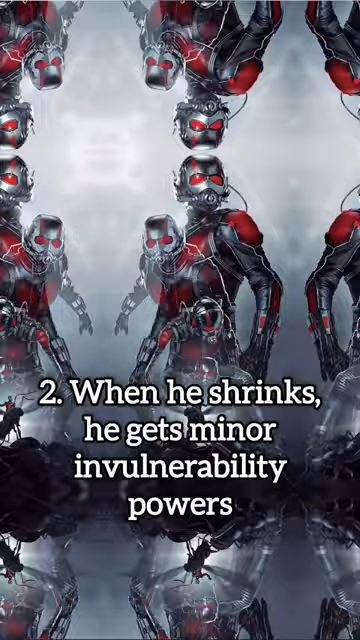 2. When he shrinks,
he gets minor
invulnerability
powers